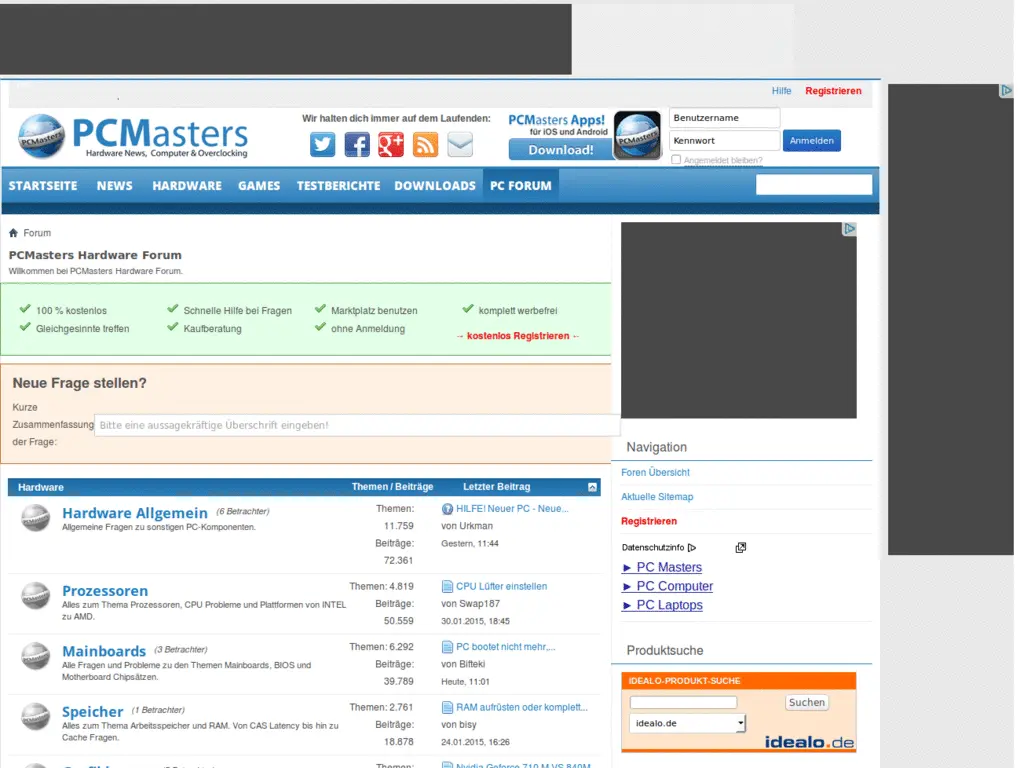 Hilfe Registrieren
PCMasters
Hardware News, Computer & Overclocking
Wir halten dich immer auf dem Laufenden:
PCMasters Apps!
für iOS und Android
Download!
PCMasters
Benutzername
Kennwort Anmelden
Angemeldet bleiben?
STARTSEITE NEWS HARDWARE GAMES TESTBERICHTE DOWNLOADS PC FORUM
Forum
PCMasters Hardware Forum
Willkommen bei PCMasters Hardware Forum.
100 % kostenlos Schnelle Hilfe bei Fragen Marktplatz benutzen komplett werbefrei
Gleichgesinnte treffen Kaufberatung ohne Anmeldung
→ kostenlos Registrieren ←
Neue Frage stellen?
Kurze
Zusammenfassung Bitte eine aussagekräftige Überschrift eingeben!
der Frage:
Hardware Themen / Beiträge Letzter Beitrag
Hardware Allgemein (6 Betrachter)
Allgemeine Fragen zu sonstigen PC-Komponenten.
Themen:
11.759
Beiträge:
72.361
HILFE! Neuer PC - Neue...
von Urkman
Gestern, 11:44
Prozessoren
Alles zum Thema Prozessoren, CPU Probleme und Plattformen von INTEL
zu AMD.
Themen: 4.819
Beiträge:
50.559
CPU Lüfter einstellen
von Swap187
30.01.2015, 18:45
Mainboards (3 Betrachter)
Alle Fragen und Probleme zu den Themen Mainboards, BIOS und
Motherboard Chipsätzen.
Themen: 6.292
Beiträge:
39.789
PC bootet nicht mehr,...
von Bifteki
Heute, 11:01
Speicher (1 Betrachter)
Alles zum Thema Arbeitsspeicher und RAM. Von CAS Latency bis hin zu
Cache Fragen.
Themen: 2.761
Beiträge:
18.878
RAM aufrüsten oder komplett...
von bisy
24.01.2015, 16:26
Themen:
Nvidia Geforce 710 M VS 840M
Navigation
Foren Übersicht
Aktuelle Sitemap
Registrieren
Datenschutzinfo
► PC Masters
► PC Computer
► PC Laptops
Produktsuche
IDEALO-PRODUKT-SUCHE
Suchen
idealo.de
idealo.de